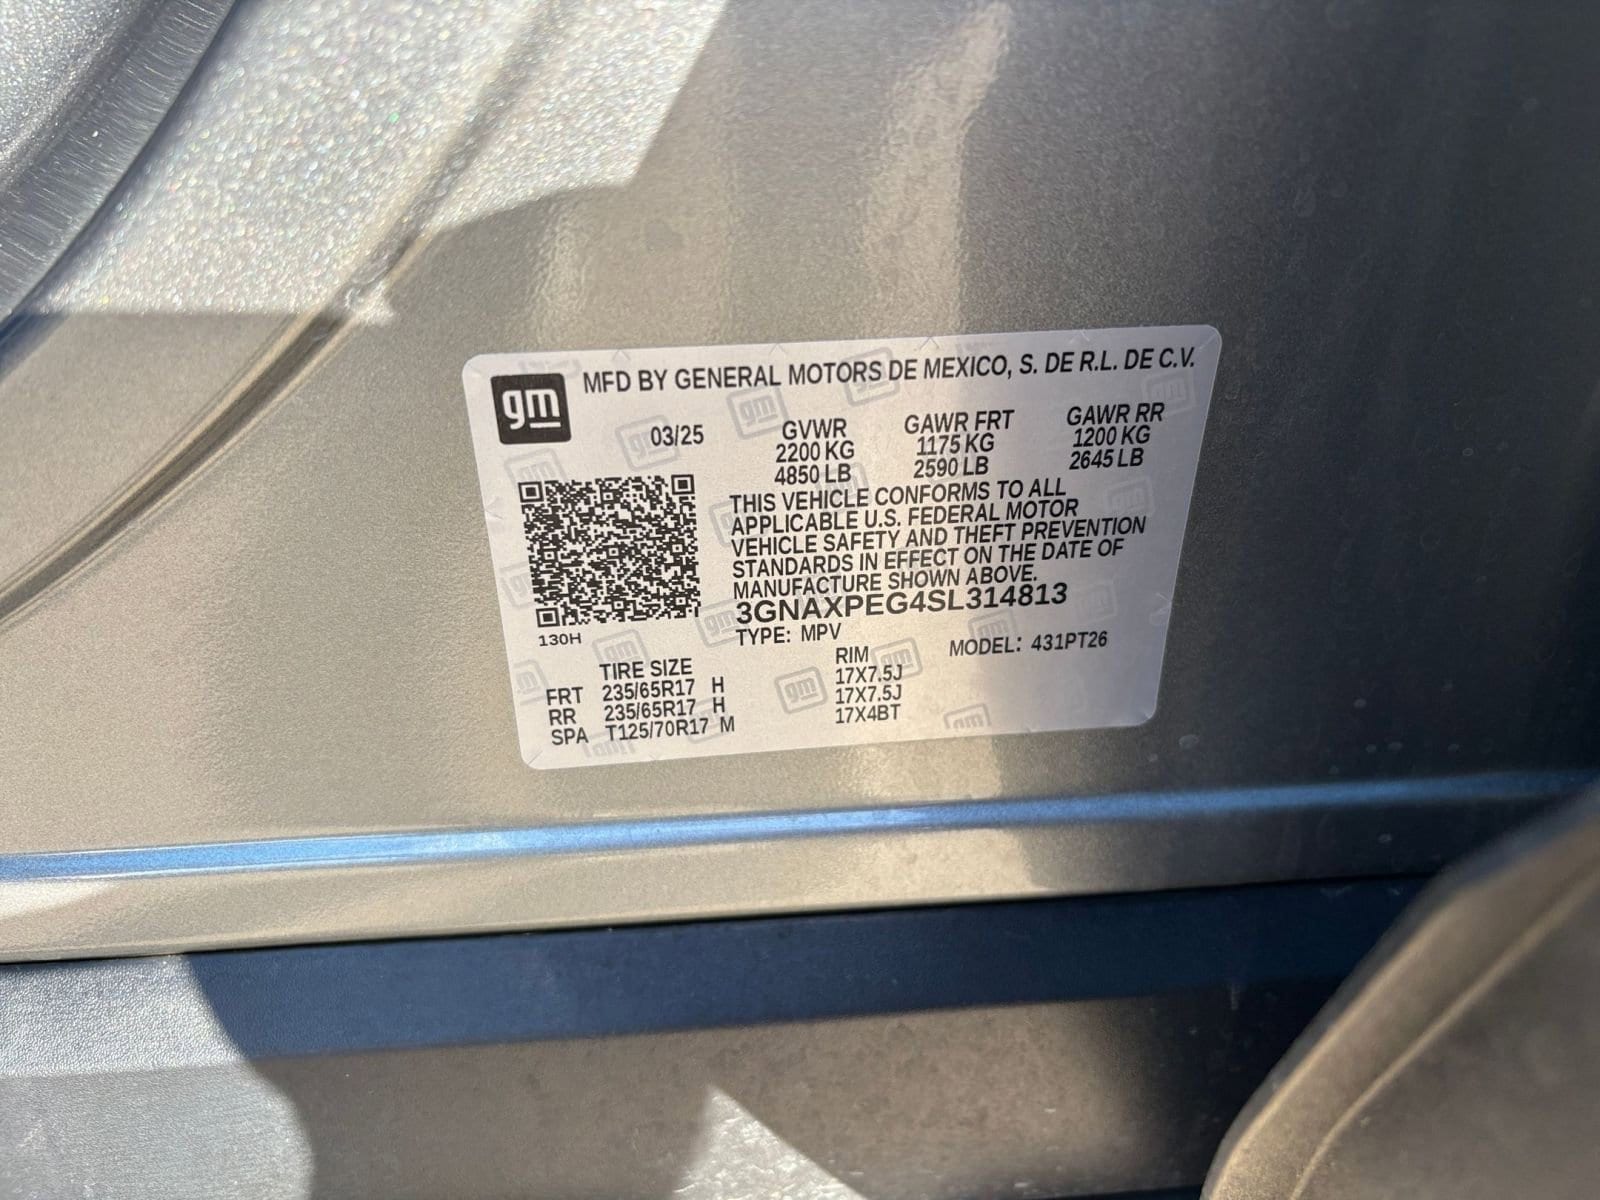 gm
MFD BY GENERAL MOTORS DE MEXICO, S. DE R.L. DE C.V.
03/25
GVWR GAWR FRT GAWR RR
2200 KG 1175 KG 1200 KG
4850 LB 2590 LB 2645 LB
THIS VEHICLE CONFORMS TO ALL
APPLICABLE U.S. FEDERAL MOTOR
VEHICLE SAFETY AND THEFT PREVENTION
STANDARDS IN EFFECT ON THE DATE OF
MANUFACTURE SHOWN ABOVE.
3GNAXPEG4SL314813
130H
TYPE: MPV MODEL: 431PT26
TIRE SIZE RIM
FRT 235/65R17 H 17X7.5J
RR 235/65R17 H 17X7.5J
SPA T125/70R17 M 17X4BT